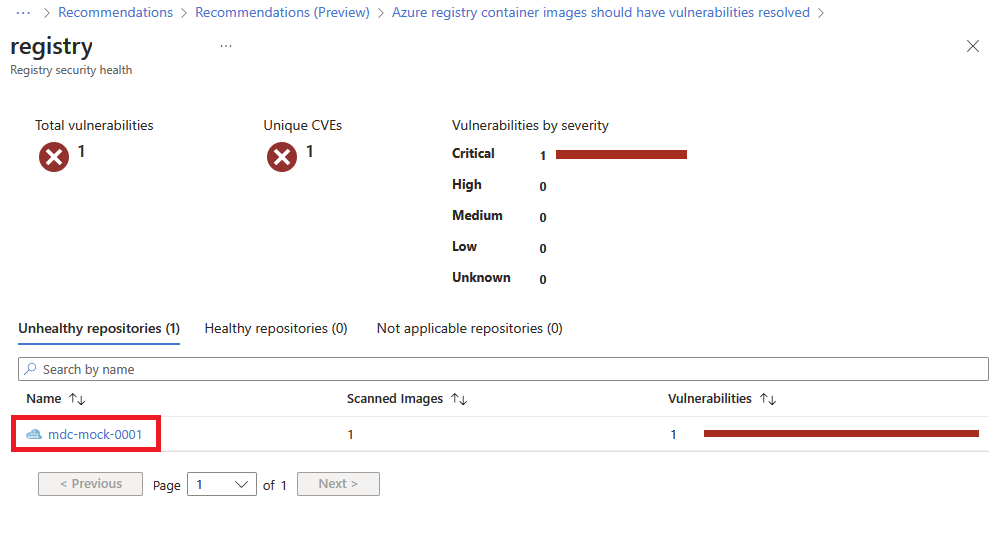 ··· > Recommendations > Recommendations (Preview) > Azure registry container images should have vulnerabilities resolved >
registry ···
Registry security health
Total vulnerabilities
1
Unique CVEs
1
Vulnerabilities by severity
Critical 1
High 0
Medium 0
Low 0
Unknown 0
Unhealthy repositories (1) Healthy repositories (0) Not applicable repositories (0)
Search by name
Name ↑↓ Scanned Images ↑↓ Vulnerabilities ↑↓
mdc-mock-0001 1 1
< Previous Page 1 of 1 Next >